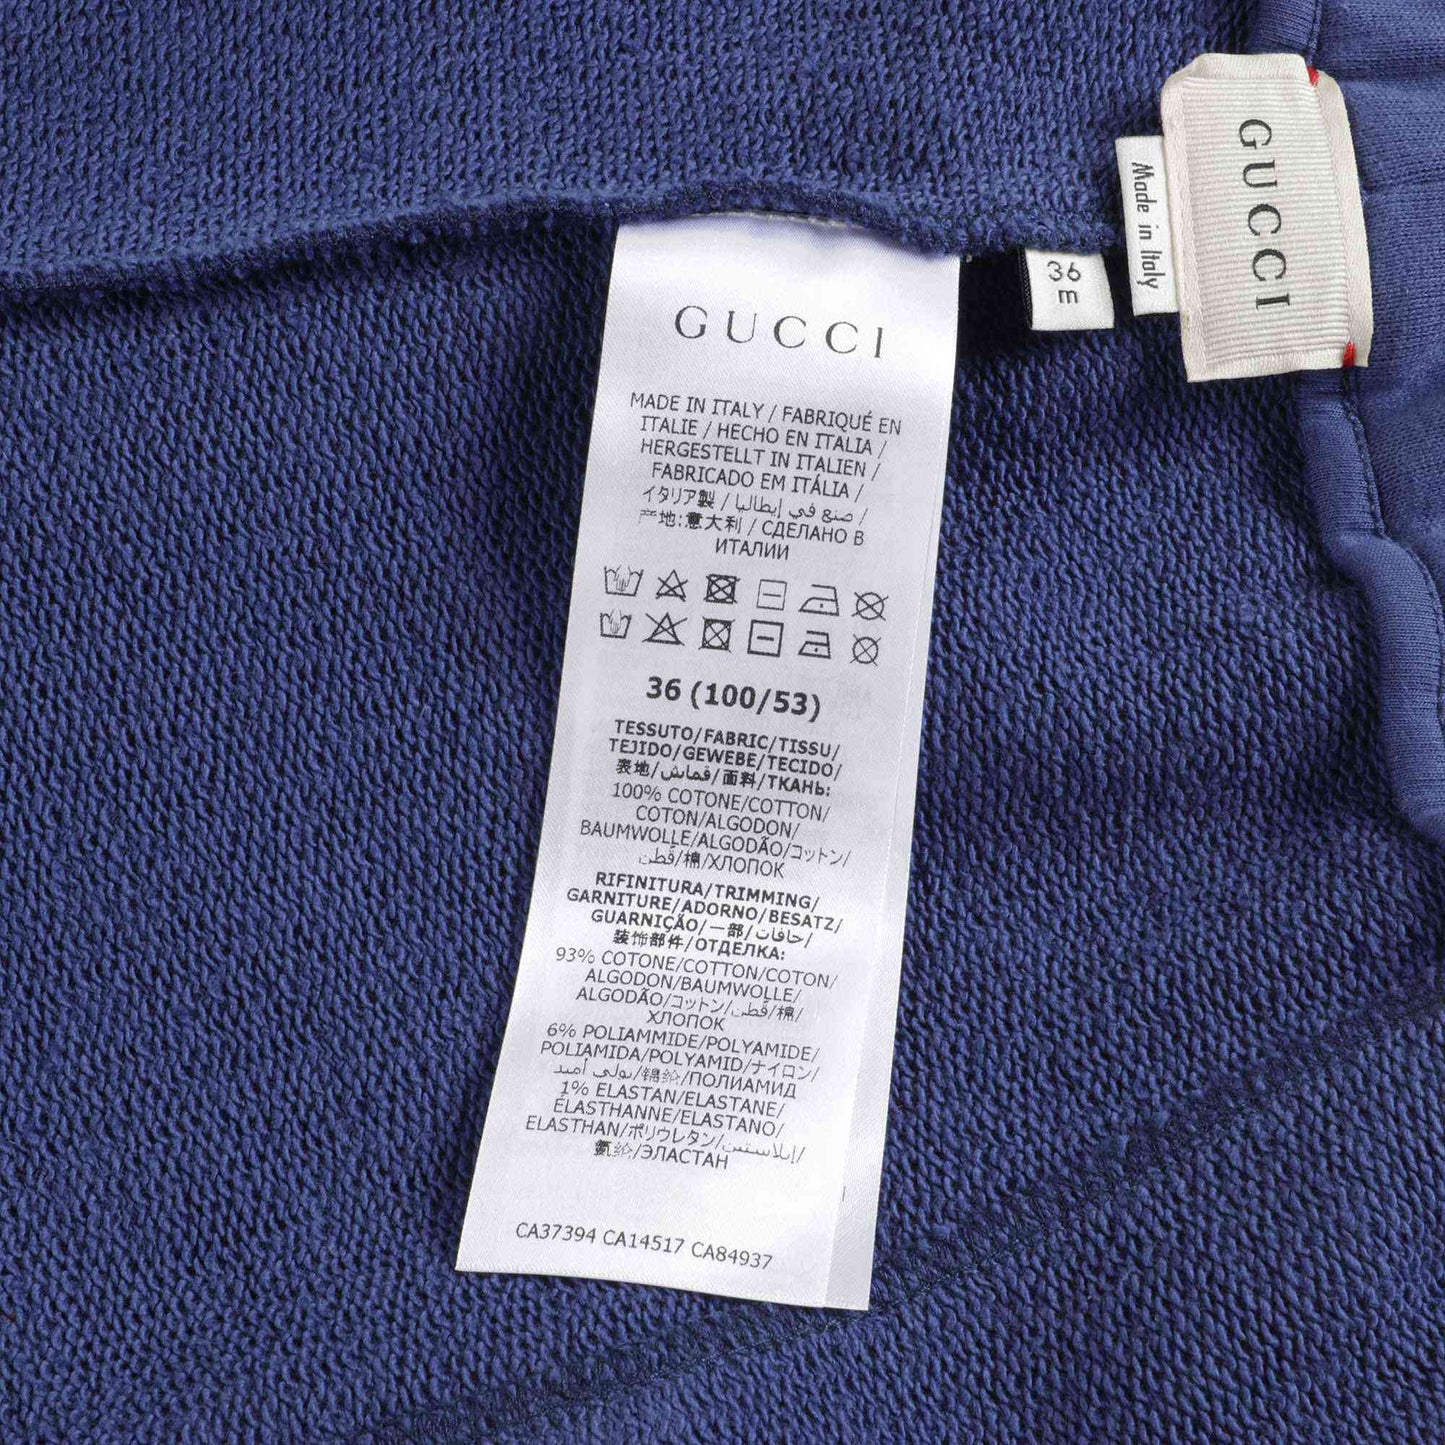 GUCCI
MADE IN ITALY / FABRIQUÉ EN
ITALIE / HECHO EN ITALIA /
HERGESTELLT IN ITALIEN /
FABRICADO EM ITÁLIA /
イタリア製 / صنع في إيطاليا /
产地:意大利 / СДЕЛАНО В
ИТАЛИИ
36 (100/53)
TESSUTO/FABRIC/TISSU/
TEJIDO/GEWEBE/TECIDO/
表地/قماش/面料/ТКАНЬ:
100% COTONE/COTTON/
COTON/ALGODON/
BAUMWOLLE/ALGODÃO/コットン/
قُطن/棉/ХЛОПОК
RIFINITURA/TRIMMING/
GARNITURE/ADORNO/BESATZ/
GUARNIÇÃO/一部/حافات/
装饰部件/ОТДЕЛКА:
93% COTONE/COTTON/COTON/
ALGODON/BAUMWOLLE/
ALGODÃO/コットン/قُطن/棉/
ХЛОПОК
6% POLIAMMIDE/POLYAMIDE/
POLIAMIDA/POLYAMID/ナイロン/
بولي أميد/锦纶/ПОЛИАМИД
1% ELASTAN/ELASTANE/
ÉLASTHANNE/ELASTANO/
ELASTHAN/ポリウレタン/إيلاستين/
氨纶/ЭЛАСТАН
CA37394 CA14517 CA84937
36
m
Made in Italy
GUCCI